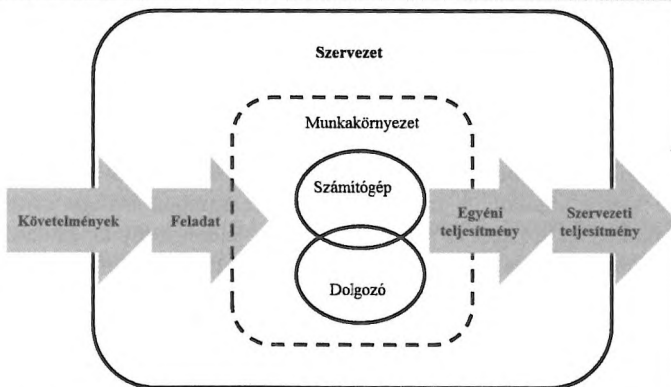 Szervezet
Munkakörnyezet
Számítógép
Követelmények
Feladat
Egyéni
teljesítmény
Szervezeti
teljesítmény
Dolgozó